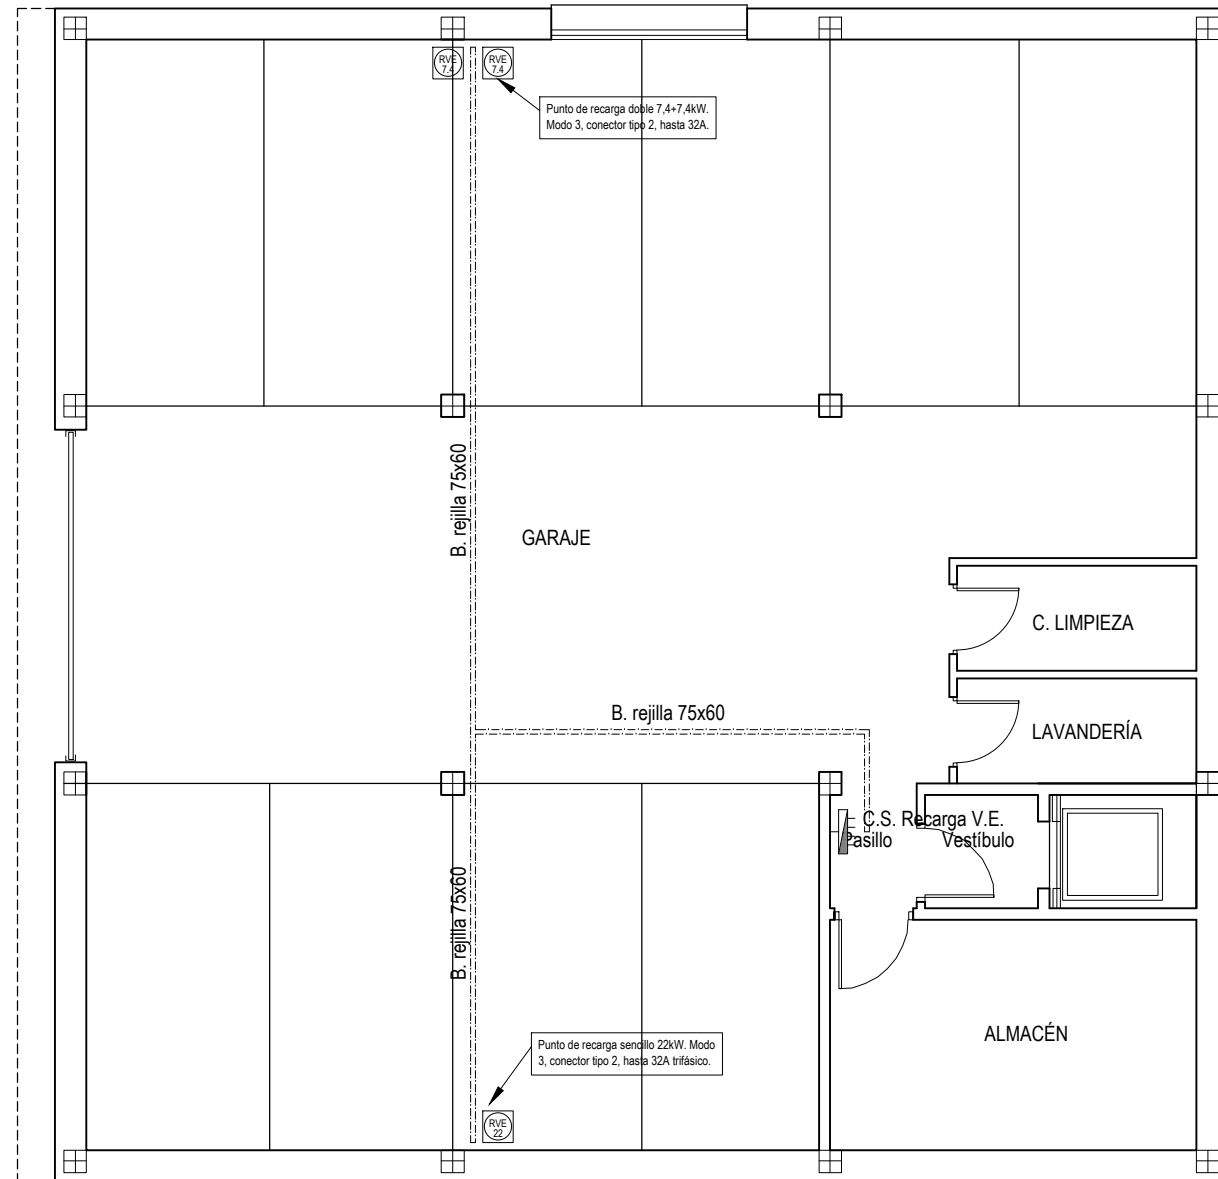 RVE
7.4
RVE
7.4
Punto de recarga doble 7,4+7,4kW.
Modo 3, conector tipo 2, hasta 32A.
B. rejilla 75x60
GARAJE
C. LIMPIEZA
B. rejilla 75x60
LAVANDERÍA
C.S. Recarga V.E.
Pasillo
Vestíbulo
B. rejilla 75x60
ALMACÉN
Punto de recarga sencillo 22kW. Modo
3, conector tipo 2, hasta 32A trifásico.
RVE
22